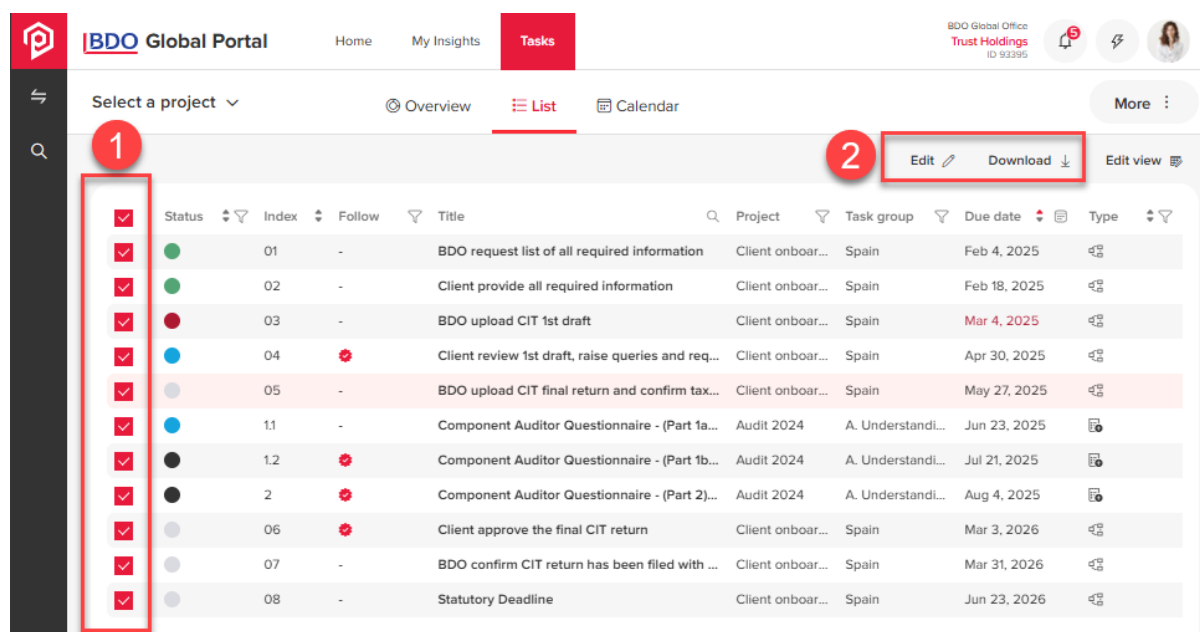 BDO Global Portal
Home
My Insights
Tasks
BDO Global Office
Trust Holdings
ID 93395
5
Select a project
Overview
List
Calendar
More
1
2
Edit
Download
Edit view
Status Index Follow Title Project Task group Due date Type
01 - BDO request list of all required information Client onboar... Spain Feb 4, 2025
02 - Client provide all required information Client onboar... Spain Feb 18, 2025
03 - BDO upload CIT 1st draft Client onboar... Spain Mar 4, 2025
04 Client review 1st draft, raise queries and req... Client onboar... Spain Apr 30, 2025
05 - BDO upload CIT final return and confirm tax... Client onboar... Spain May 27, 2025
1.1 - Component Auditor Questionnaire - (Part 1a... Audit 2024 A. Understandi... Jun 23, 2025
1.2 Component Auditor Questionnaire - (Part 1b... Audit 2024 A. Understandi... Jul 21, 2025
2 Component Auditor Questionnaire - (Part 2)... Audit 2024 A. Understandi... Aug 4, 2025
06 Client approve the final CIT return Client onboar... Spain Mar 3, 2026
07 - BDO confirm CIT return has been filed with ... Client onboar... Spain Mar 31, 2026
08 - Statutory Deadline Client onboar... Spain Jun 23, 2026